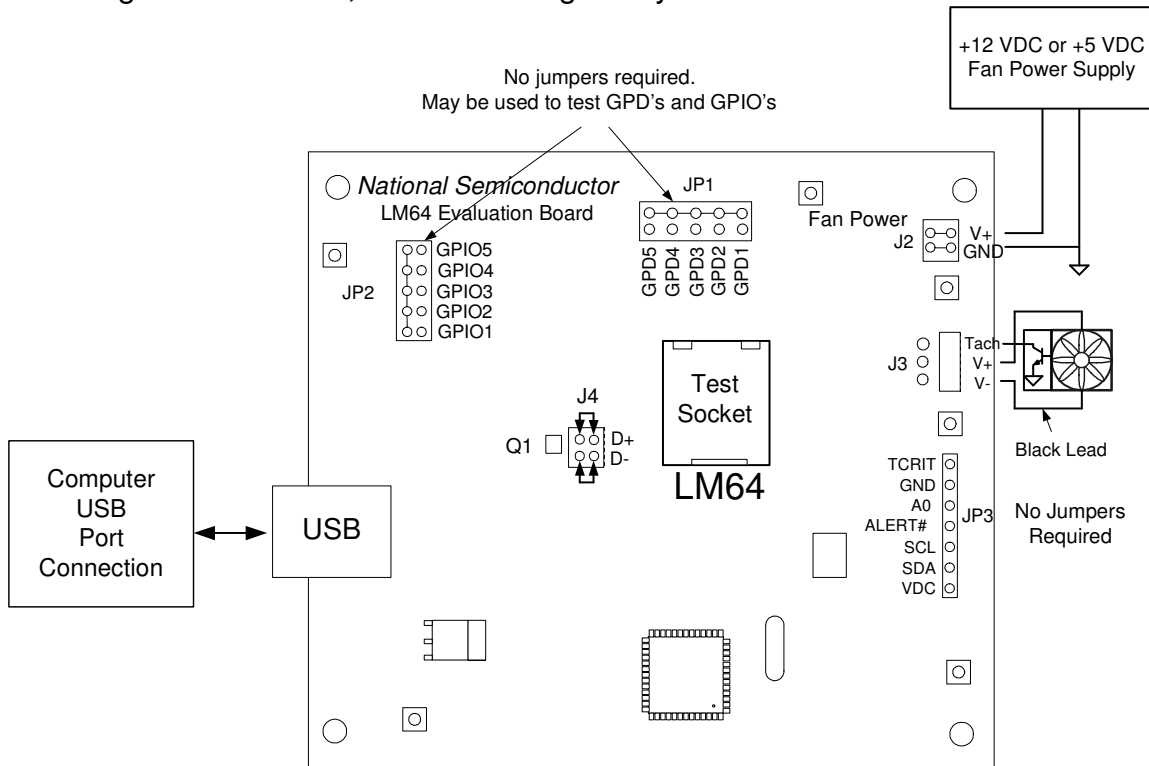 +12 VDC or +5 VDC
Fan Power Supply
No jumpers required.
May be used to test GPD's and GPIO's
National Semiconductor
LM64 Evaluation Board
JP1
GPD5
GPD4
GPD3
GPD2
GPD1
Fan Power
J2
V+
GND
JP2
GPIO5
GPIO4
GPIO3
GPIO2
GPIO1
J3
Tach
V+
V-
Black Lead
Test
Socket
LM64
J4
Q1
D+
D-
Computer
USB
Port
Connection
USB
TCRIT
GND
A0
ALERT#
SCL
SDA
VDC
JP3
No Jumpers
Required